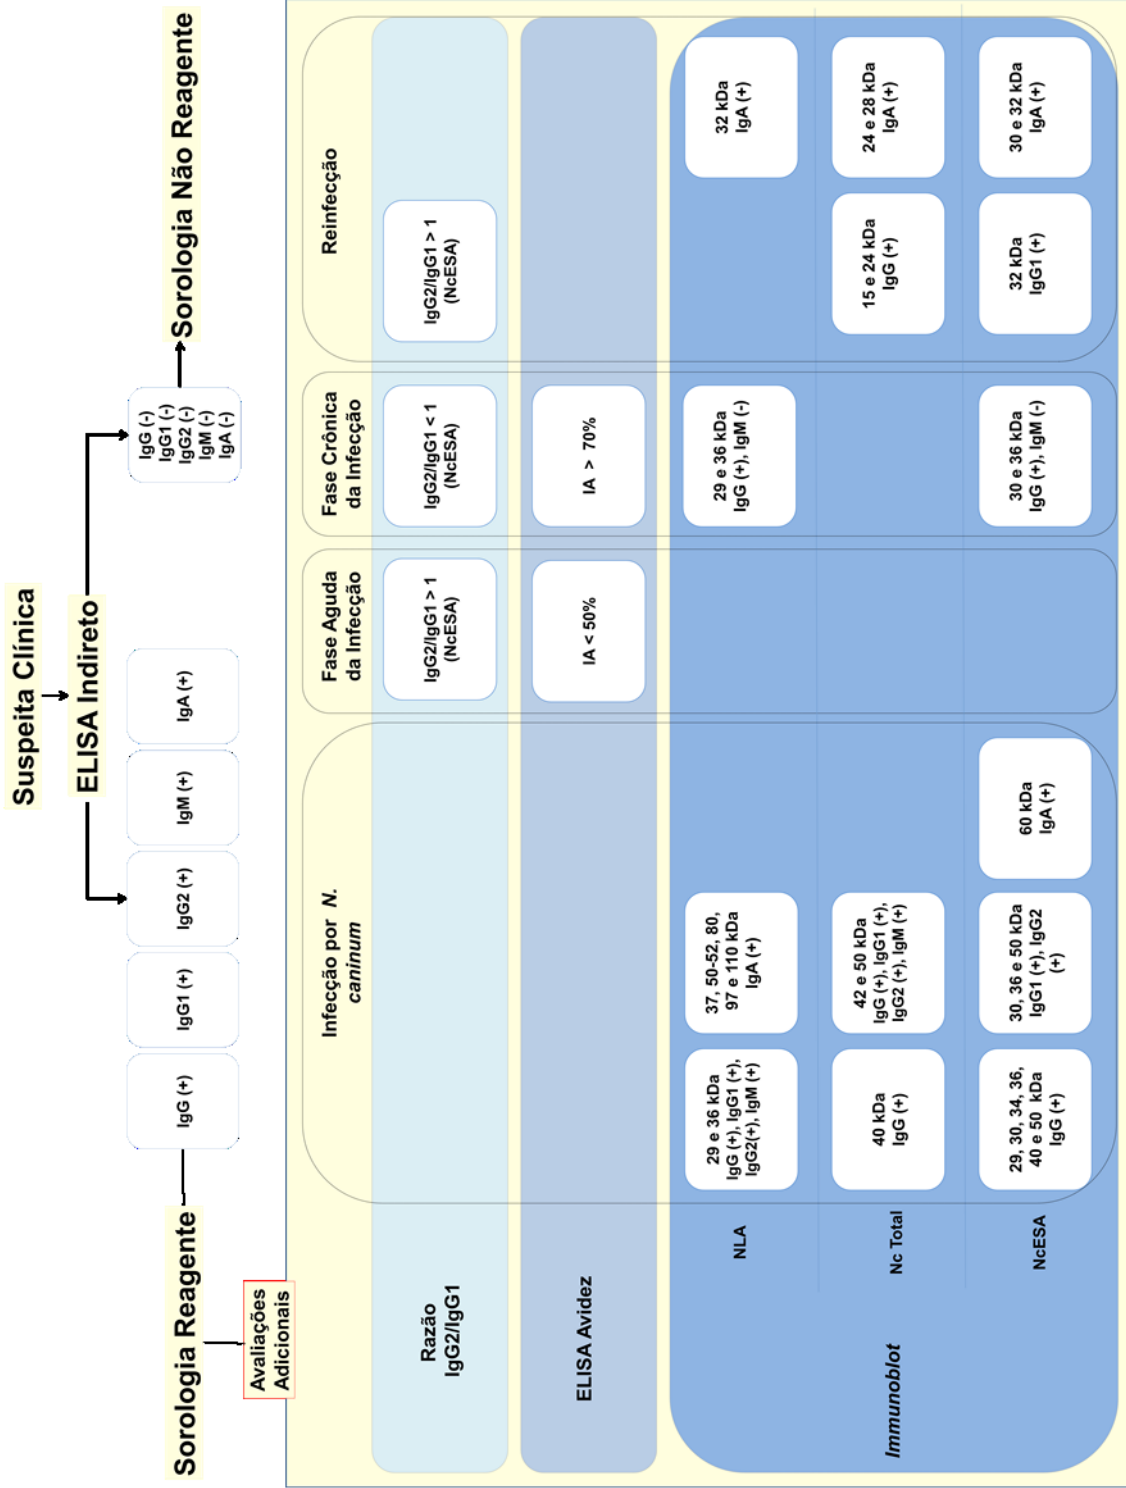 Suspeita Clínica
ELISA Indireto
IgG (+)
IgG1 (+)
IgG2 (+)
IgM (+)
IgA (+)
IgG (-)
IgG1 (-)
IgG2 (-)
IgM (-)
IgA (-)
Sorologia Reagente
Sorologia Não Reagente
Avaliações
Adicionais
Infecção por N.
caninum
Fase Aguda
da Infecção
Fase Crônica
da Infecção
Reinfecção
Razão
IgG2/IgG1
IgG2/IgG1 > 1
(NcESA)
IgG2/IgG1 < 1
(NcESA)
IgG2/IgG1 > 1
(NcESA)
ELISA Avidez
IA < 50%
IA > 70%
Immunoblot
NLA
29 e 36 kDa
IgG (+), IgG1 (+),
IgG2(+), IgM (+)
37, 50-52, 80,
97 e 110 kDa
IgA (+)
29 e 36 kDa
IgG (+), IgM (-)
32 kDa
IgA (+)
Nc Total
40 kDa
IgG (+)
42 e 50 kDa
IgG (+), IgG1 (+),
IgG2 (+), IgM (+)
15 e 24 kDa
IgG (+)
24 e 28 kDa
IgA (+)
NcESA
29, 30, 34, 36,
40 e 50 kDa
IgG (+)
30, 36 e 50 kDa
IgG1 (+), IgG2
(+)
60 kDa
IgA (+)
30 e 36 kDa
IgG (+), IgM (-)
32 kDa
IgG1 (+)
30 e 32 kDa
IgA (+)